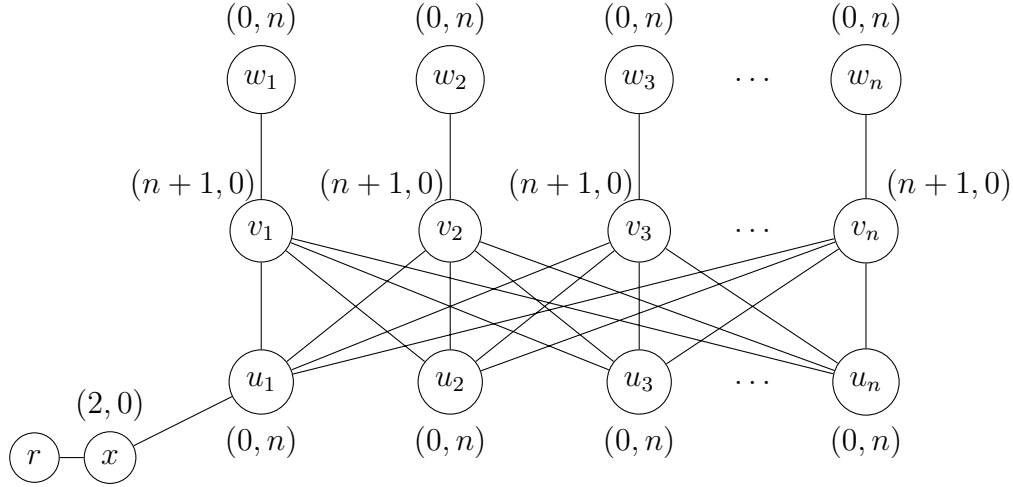 (0, n) (0, n) (0, n) (0, n)
w₁ w₂ w₃ ⋯ wₙ
(n + 1, 0) (n + 1, 0) (n + 1, 0) (n + 1, 0)
v₁ v₂ v₃ ⋯ vₙ
u₁ u₂ u₃ ⋯ uₙ
(2, 0)
(0, n) (0, n) (0, n) (0, n)
r x